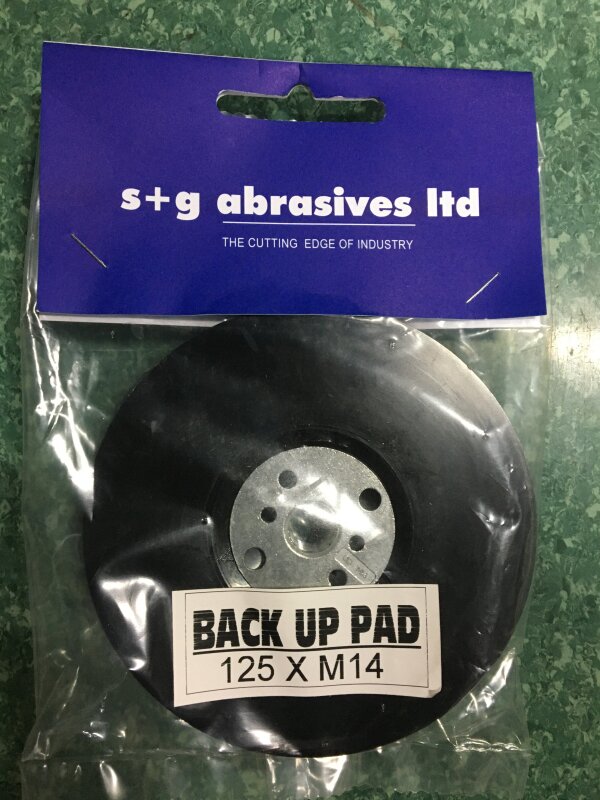 s+g abrasives ltd
THE CUTTING EDGE OF INDUSTRY
BACK UP PAD
125 X M14